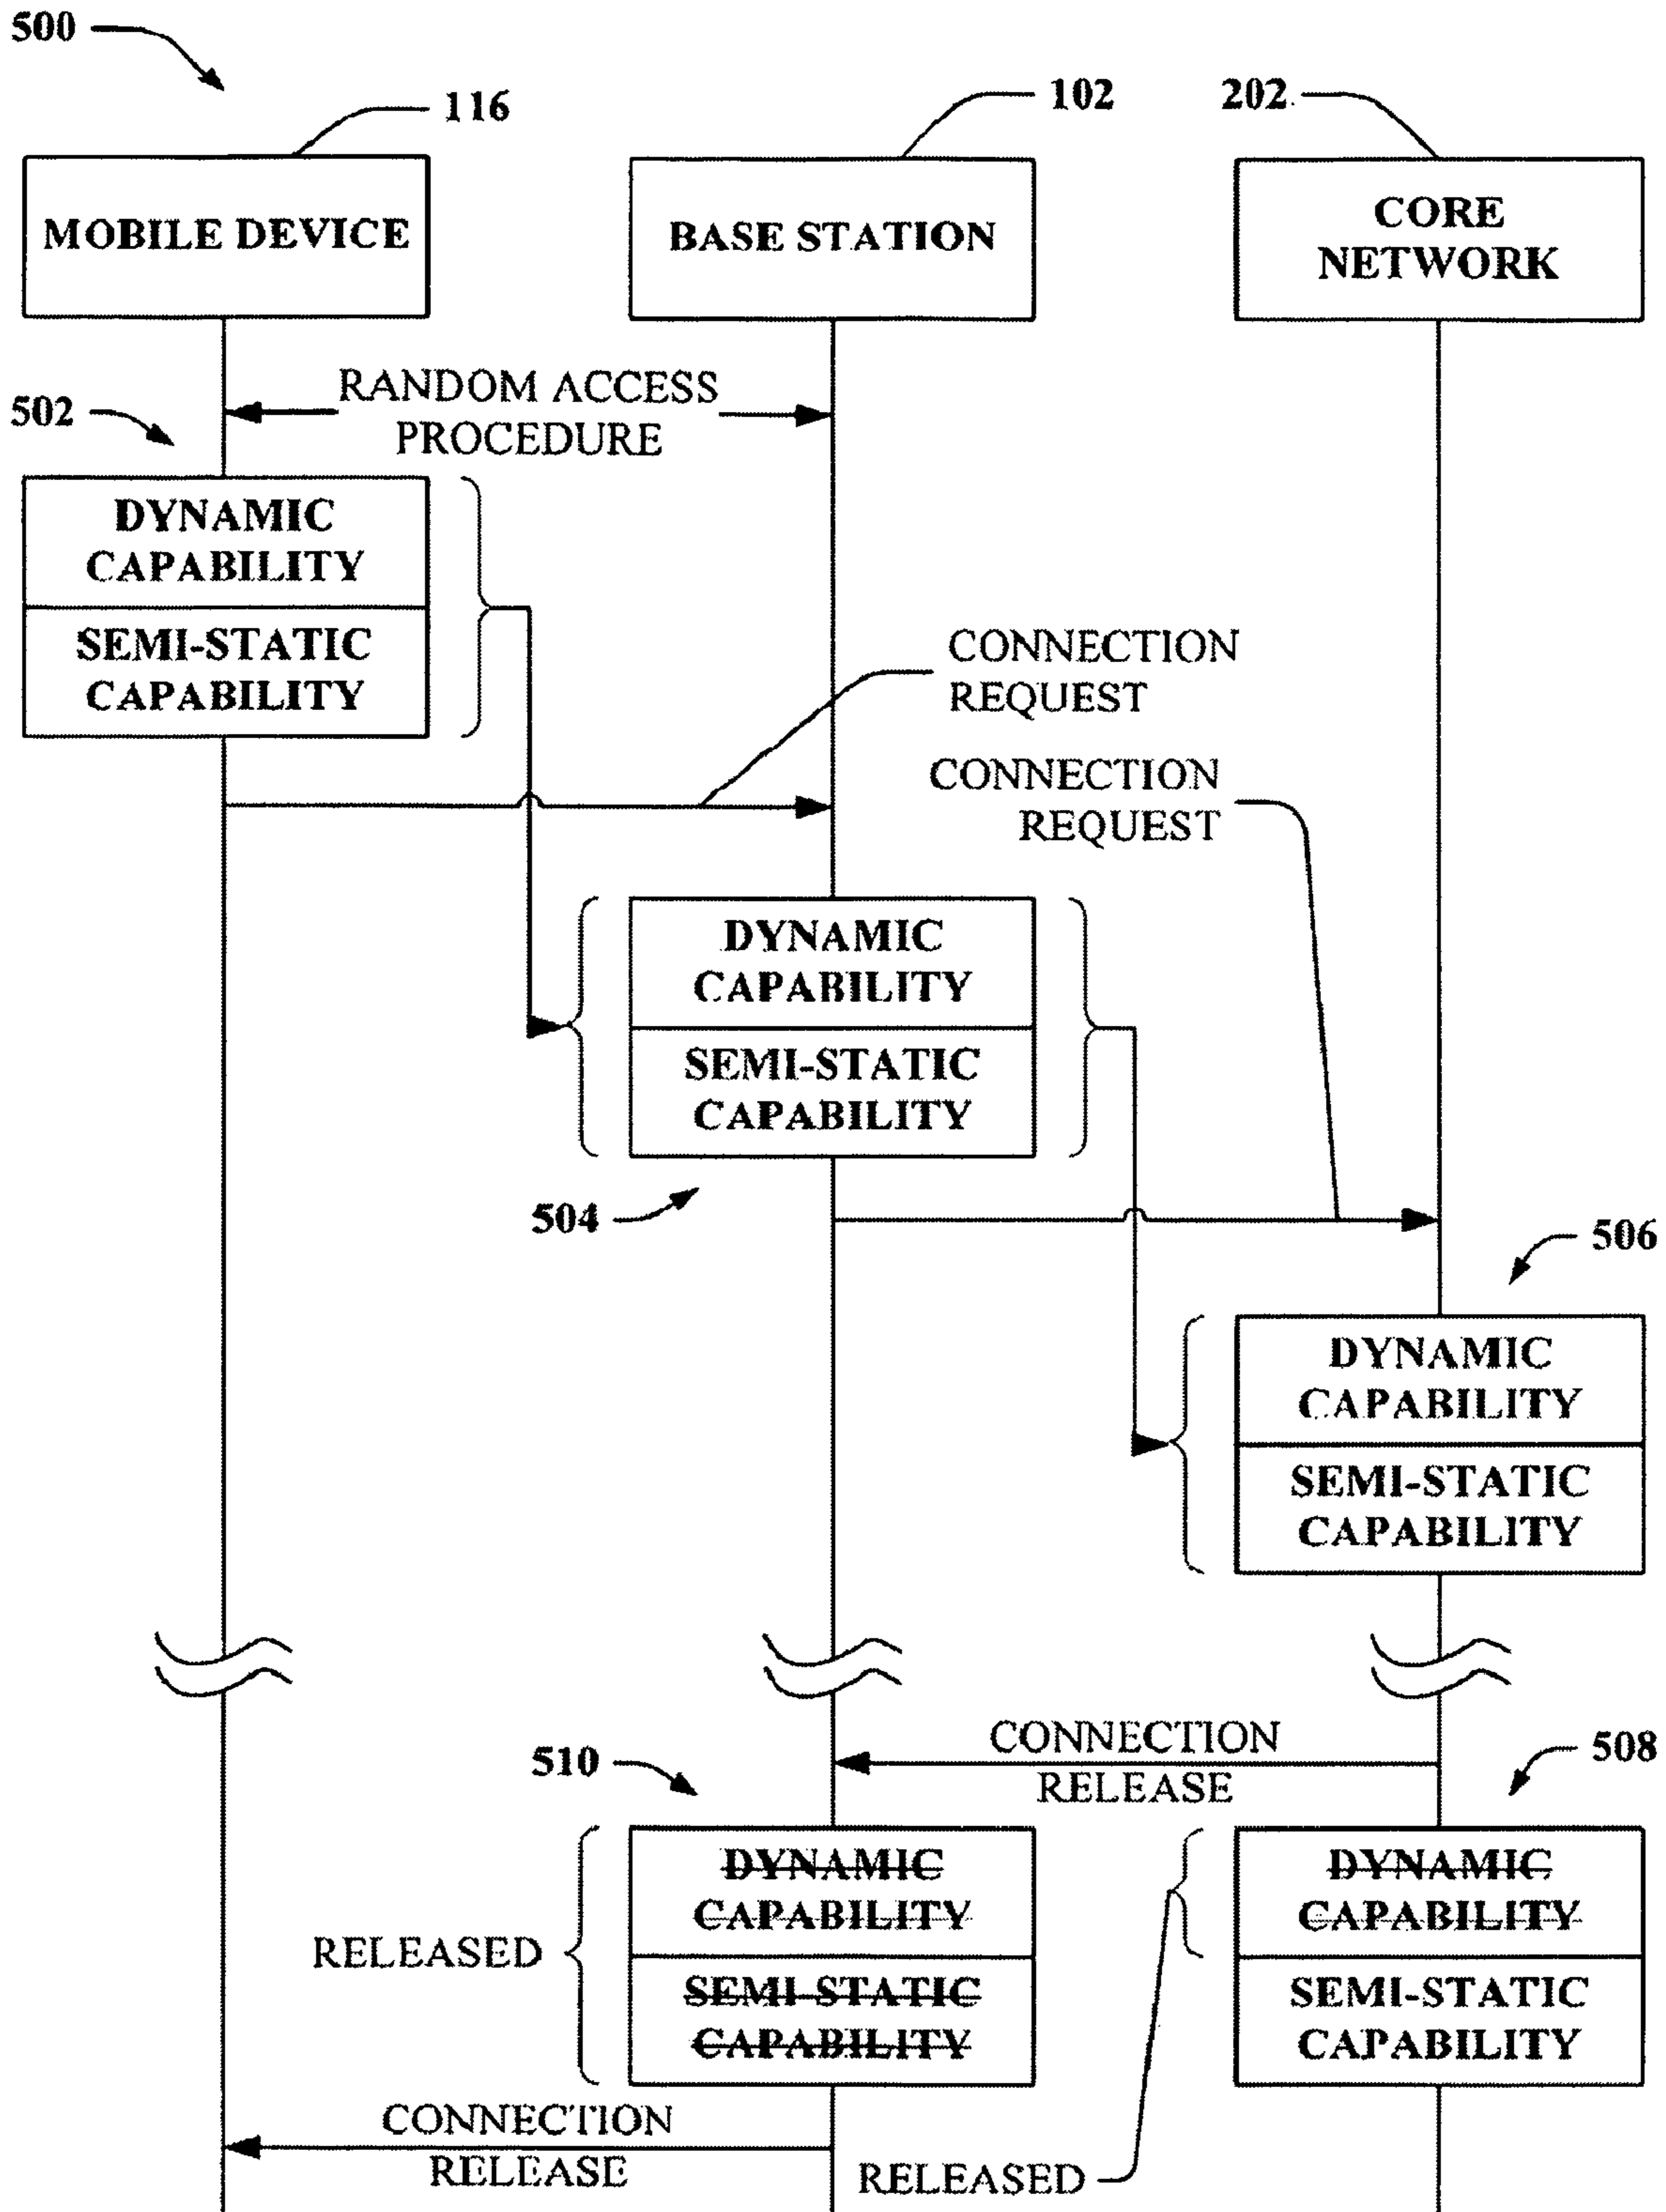 500
116
102
202
MOBILE DEVICE
BASE STATION
CORE
NETWORK
RANDOM ACCESS
PROCEDURE
502
DYNAMIC
CAPABILITY
SEMI-STATIC
CAPABILITY
CONNECTION
REQUEST
CONNECTION
REQUEST
DYNAMIC
CAPABILITY
SEMI-STATIC
CAPABILITY
504
506
DYNAMIC
CAPABILITY
SEMI-STATIC
CAPABILITY
CONNECTION
RELEASE
510
508
DYNAMIC
CAPABILITY
SEMI-STATIC
CAPABILITY
RELEASED
DYNAMIC
CAPABILITY
SEMI-STATIC
CAPABILITY
CONNECTION
RELEASE
RELEASED